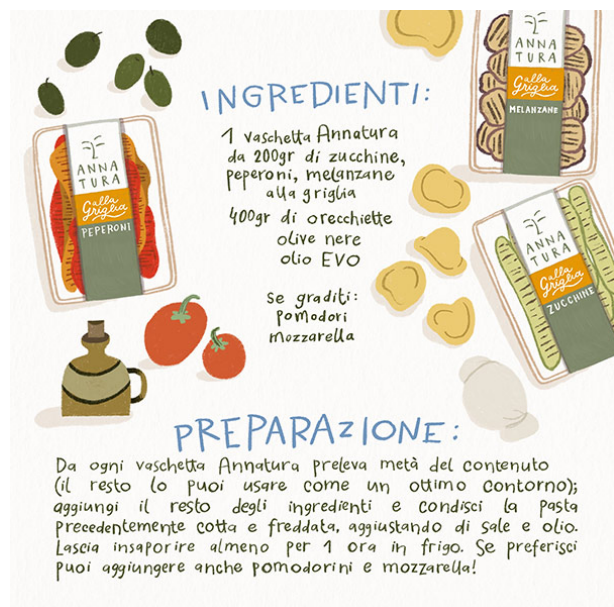 INGREDIENTI:
1 vaschetta Annatura
da 200gr di zucchine,
peperoni, melanzane
alla griglia
400gr di orecchiette
olive nere
olio EVO
se graditi:
pomodori
mozzarella
ANNA
TURA
alla
Griglia
PEPERONI
ANNA
TURA
alla
Griglia
MELANZANE
ANNA
TURA
alla
Griglia
ZUCCHINE
PREPARAZIONE:
Da ogni vaschetta Annatura preleva metà del contenuto
(il resto lo puoi usare come un ottimo contorno);
aggiungi il resto degli ingredienti e condisci la pasta
precedentemente cotta e freddata, aggiustando di sale e olio.
Lascia insaporire almeno per 1 ora in frigo. Se preferisci
puoi aggiungere anche pomodorini e mozzarella!